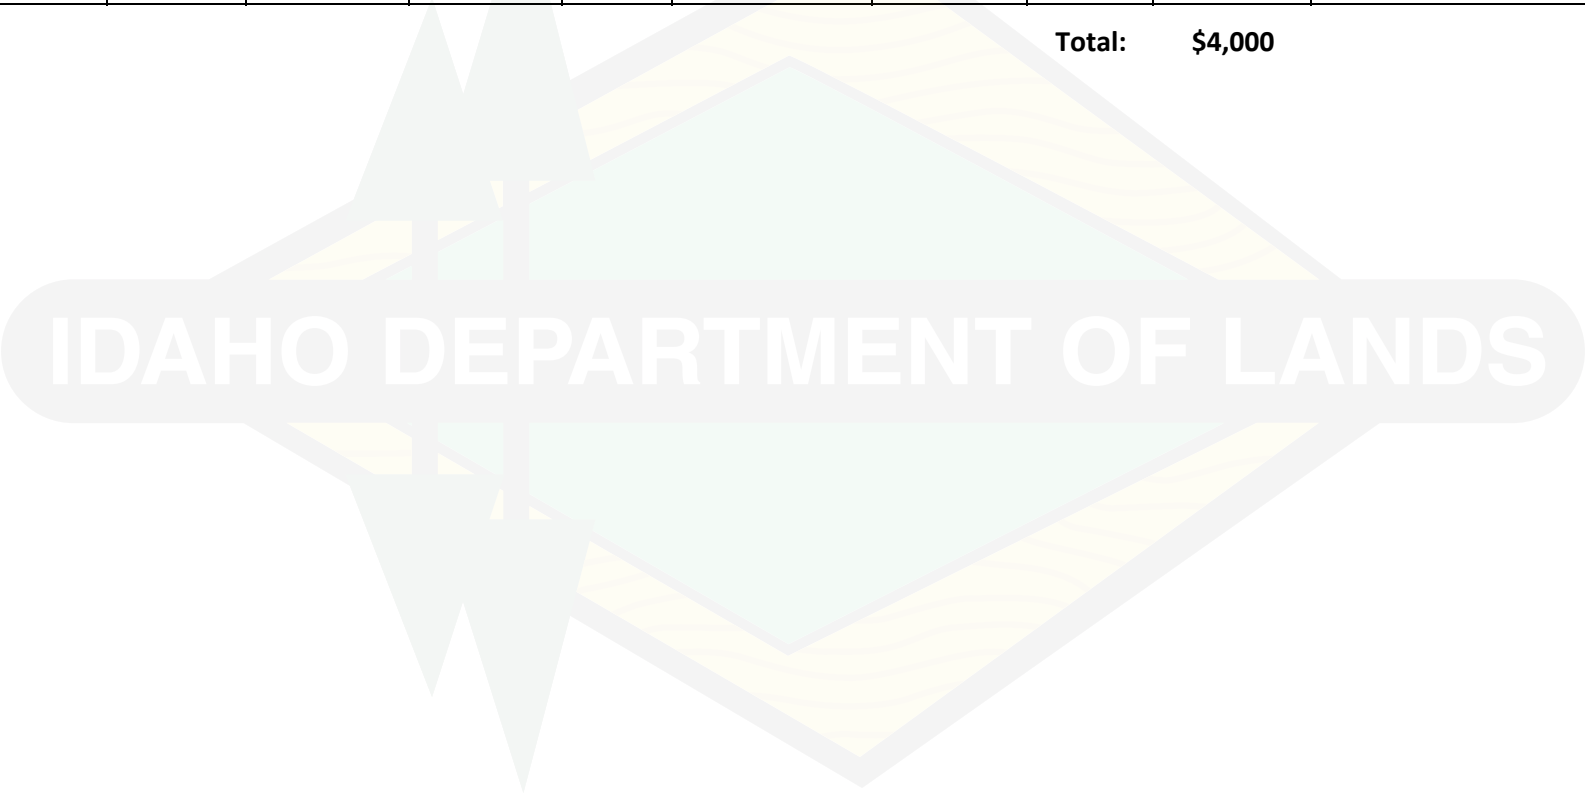 Total: $4,000
IDAHO DEPARTMENT OF LANDS